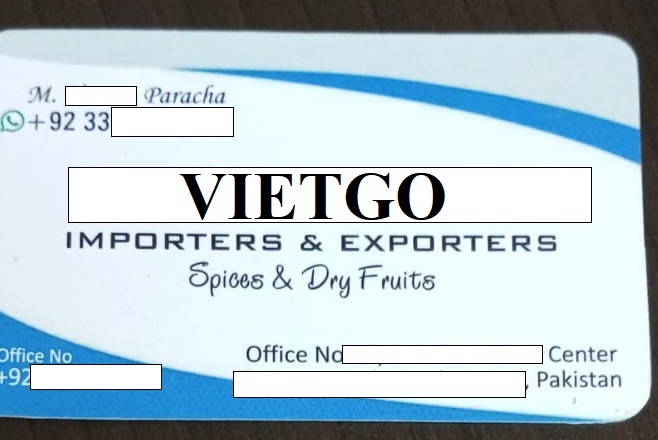 M. Paracha
+92 33
VIETGO
IMPORTERS & EXPORTERS
Spices & Dry Fruits
Office No
+92
Office No Center
, Pakistan